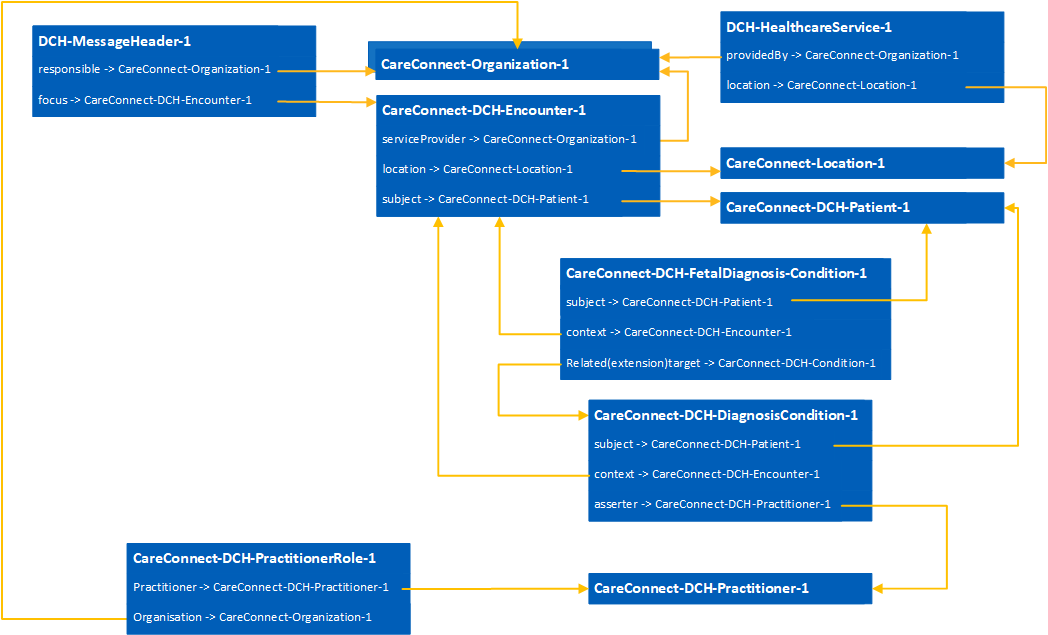 DCH-MessageHeader-1
responsible -> CareConnect-Organization-1
focus -> CareConnect-DCH-Encounter-1
CareConnect-Organization-1
DCH-HealthcareService-1
providedBy -> CareConnect-Organization-1
location -> CareConnect-Location-1
CareConnect-DCH-Encounter-1
serviceProvider -> CareConnect-Organization-1
location -> CareConnect-Location-1
subject -> CareConnect-DCH-Patient-1
CareConnect-Location-1
CareConnect-DCH-Patient-1
CareConnect-DCH-FetalDiagnosis-Condition-1
subject -> CareConnect-DCH-Patient-1
context -> CareConnect-DCH-Encounter-1
Related(extension)target -> CarConnect-DCH-Condition-1
CareConnect-DCH-DiagnosisCondition-1
subject -> CareConnect-DCH-Patient-1
context -> CareConnect-DCH-Encounter-1
asserter -> CareConnect-DCH-Practitioner-1
CareConnect-DCH-PractitionerRole-1
Practitioner -> CareConnect-DCH-Practitioner-1
Organisation -> CareConnect-Organization-1
CareConnect-DCH-Practitioner-1